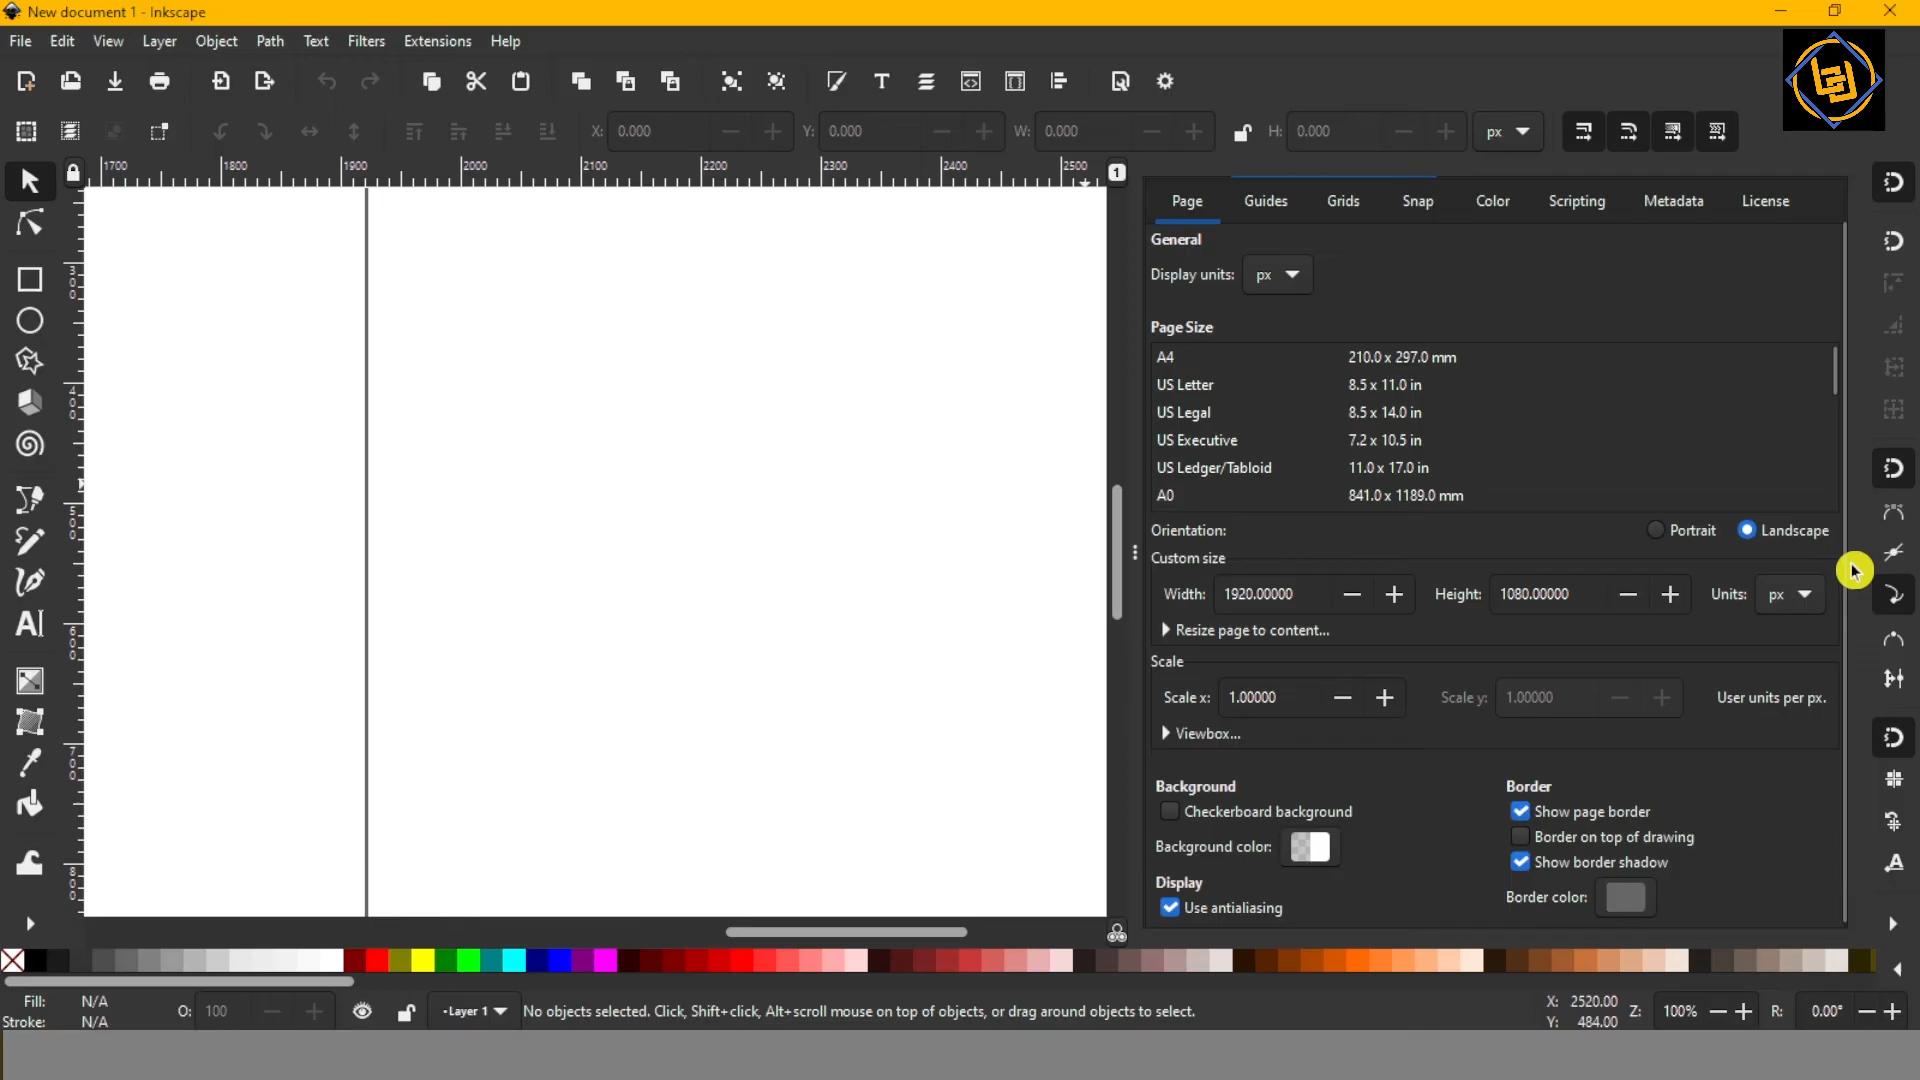 New document 1 - Inkscape
File Edit View Layer Object Path Text Filters Extensions Help
X: 0.000 Y: 0.000 W: 0.000 H: 0.000 px
1700 1800 1900 2000 2100 2200 2300 2400 2500 1
300
400
500
600
700
800
Page Guides Grids Snap Color Scripting Metadata License
General
Display units: px
Page Size
A4 210.0 x 297.0 mm
US Letter 8.5 x 11.0 in
US Legal 8.5 x 14.0 in
US Executive 7.2 x 10.5 in
US Ledger/Tabloid 11.0 x 17.0 in
A0 841.0 x 1189.0 mm
Orientation: Portrait Landscape
Custom size
Width: 1920.00000 Height: 1080.00000 Units: px
Resize page to content...
Scale
Scale x: 1.00000 Scale y: 1.00000 User units per px.
Viewbox...
Background Border
Checkerboard background Show page border
Border on top of drawing
Background color: Show border shadow
Display Border color:
Use antialiasing
Fill: N/A O: 100 •Layer 1 No objects selected. Click, Shift+click, Alt+scroll mouse on top of objects, or drag around objects to select. X: 2520.00 Z: 100% R: 0.00°
Stroke: N/A Y: 484.00